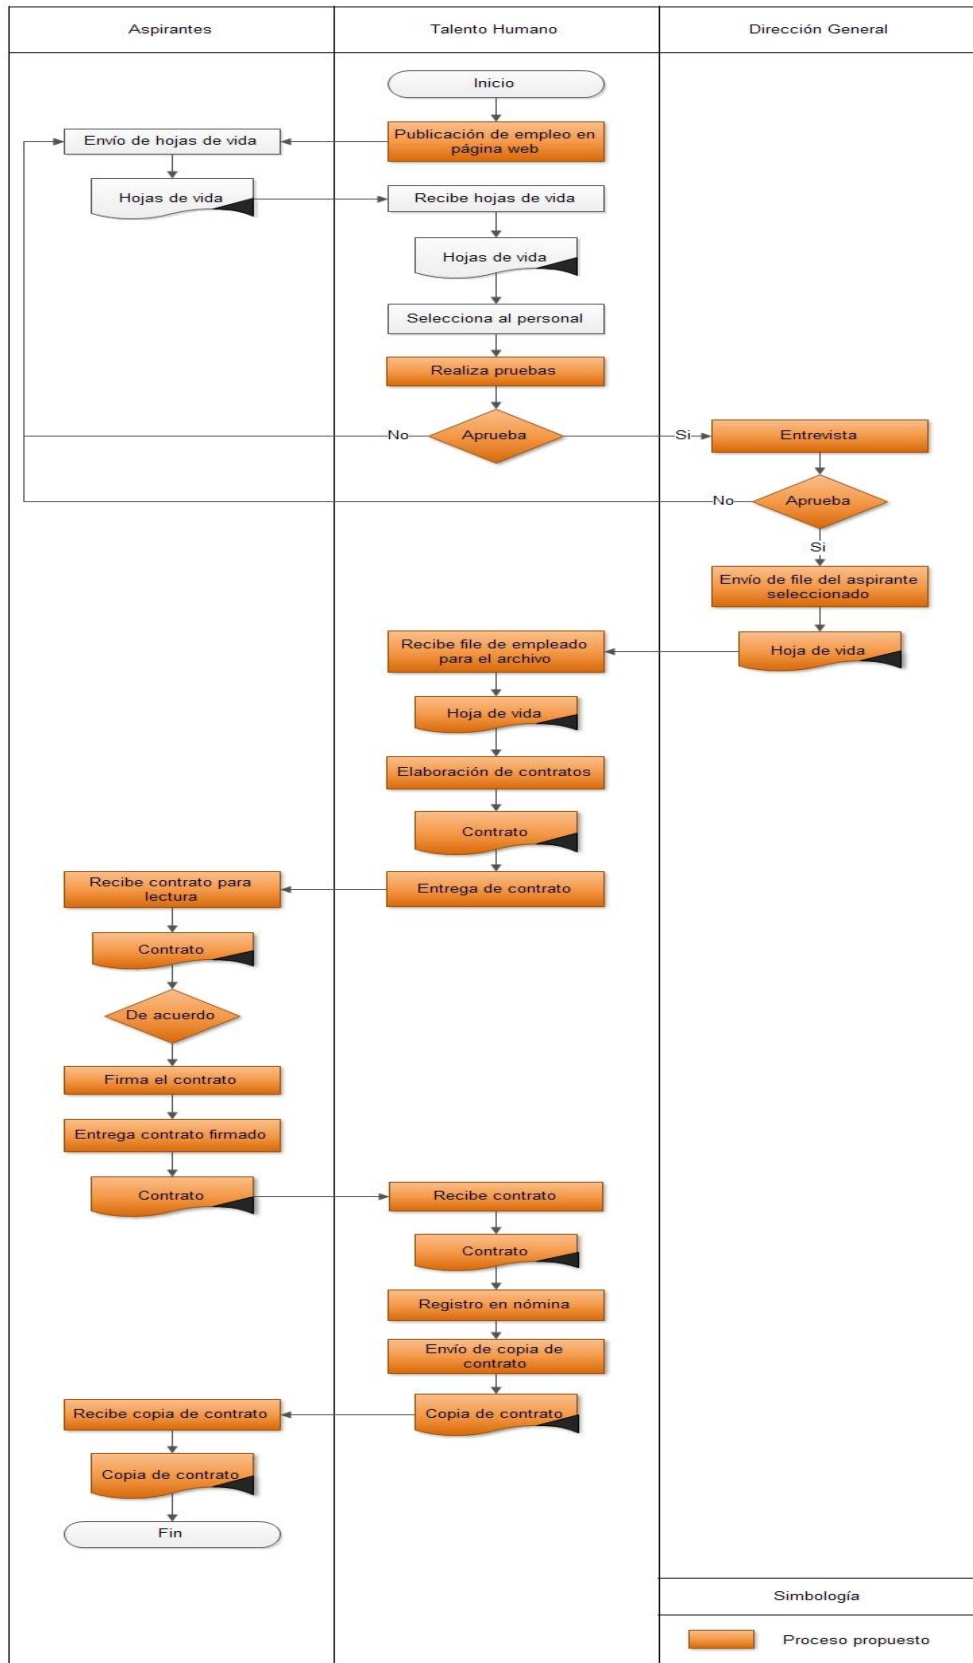 Aspirantes
Talento Humano
Dirección General
Inicio
Publicación de empleo en
página web
Envío de hojas de vida
Hojas de vida
Recibe hojas de vida
Hojas de vida
Selecciona al personal
Realiza pruebas
Aprueba
No
Si
Entrevista
Aprueba
No
Si
Envío de file del aspirante
seleccionado
Hoja de vida
Recibe file de empleado
para el archivo
Hoja de vida
Elaboración de contratos
Contrato
Entrega de contrato
Recibe contrato para
lectura
Contrato
De acuerdo
Firma el contrato
Entrega contrato firmado
Contrato
Recibe contrato
Contrato
Registro en nómina
Envío de copia de
contrato
Copia de contrato
Recibe copia de contrato
Copia de contrato
Fin
Simbología
Proceso propuesto